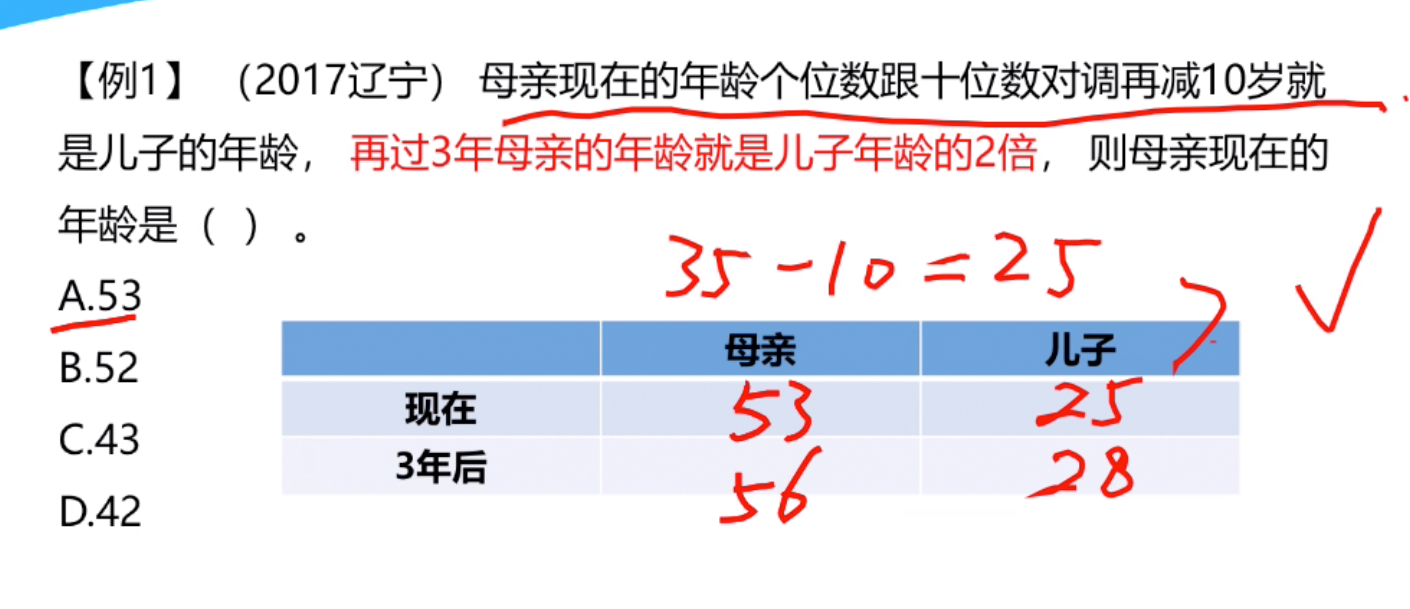 【例1】 （2017辽宁） 母亲现在的年龄个位数跟十位数对调再减10岁就
是儿子的年龄， 再过3年母亲的年龄就是儿子年龄的2倍， 则母亲现在的
年龄是（ ）。
35-10=25
A.53
B.52
C.43
D.42
母亲 儿子
现在 53 25
3年后 56 28